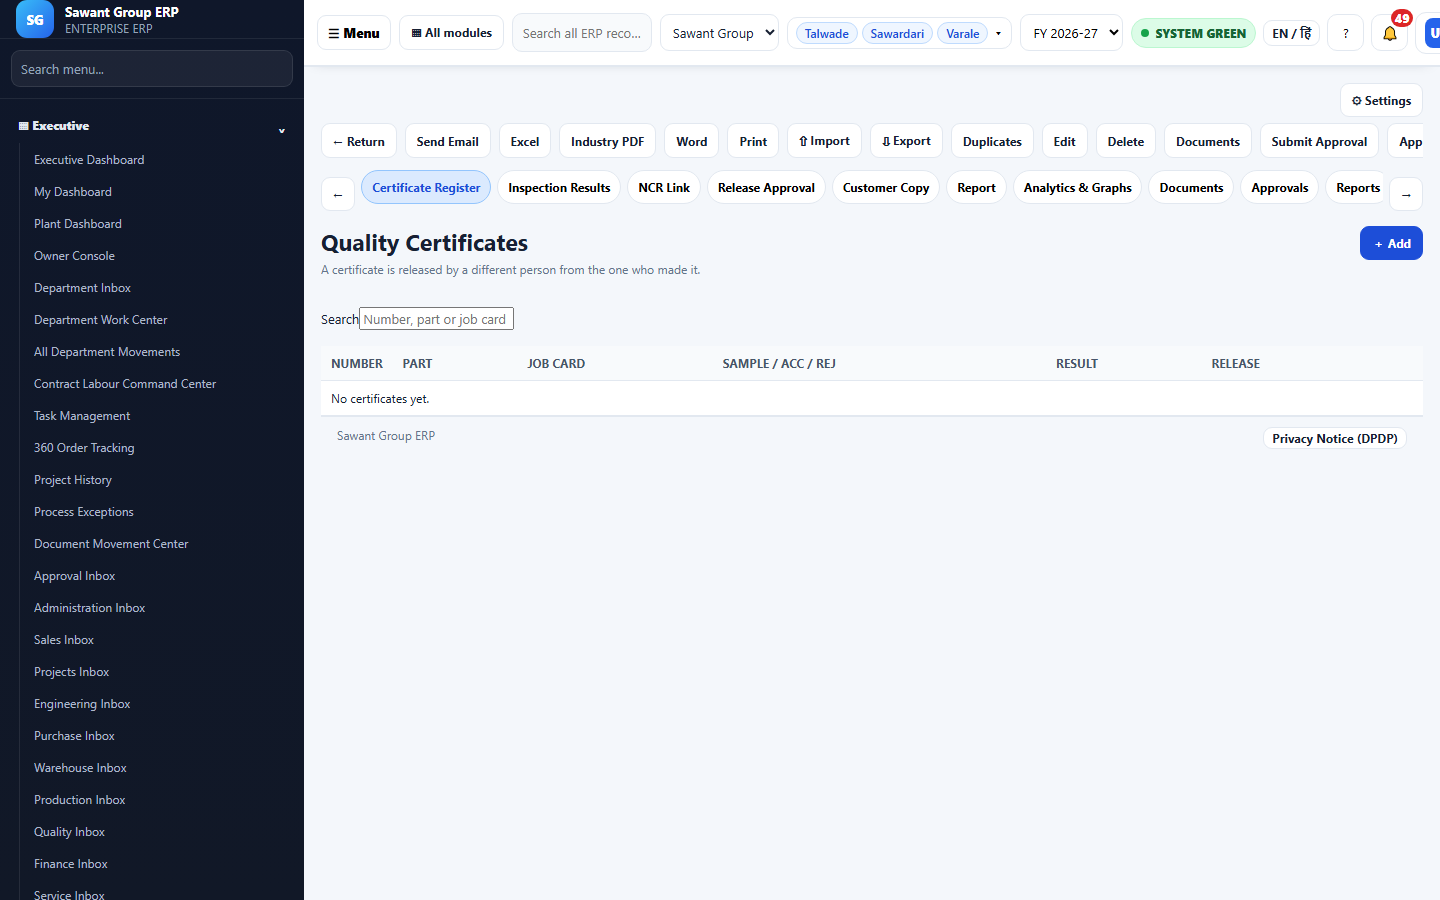 SG
Sawant Group ERP
ENTERPRISE ERP
Search menu...
Executive
Executive Dashboard
My Dashboard
Plant Dashboard
Owner Console
Department Inbox
Department Work Center
All Department Movements
Contract Labour Command Center
Task Management
360 Order Tracking
Project History
Process Exceptions
Document Movement Center
Approval Inbox
Administration Inbox
Sales Inbox
Projects Inbox
Engineering Inbox
Purchase Inbox
Warehouse Inbox
Production Inbox
Quality Inbox
Finance Inbox
Service Inbox
☰ Menu All modules Search all ERP reco... Sawant Group Talwade Sawardari Varale FY 2026-27 SYSTEM GREEN EN / हिं ? 49 U
⚙ Settings
← Return Send Email Excel Industry PDF Word Print ⇧ Import ⇩ Export Duplicates Edit Delete Documents Submit Approval App
← Certificate Register Inspection Results NCR Link Release Approval Customer Copy Report Analytics & Graphs Documents Approvals Reports →
Quality Certificates
+ Add
A certificate is released by a different person from the one who made it.
Search Number, part or job card
NUMBER PART JOB CARD SAMPLE / ACC / REJ RESULT RELEASE
No certificates yet.
Sawant Group ERP
Privacy Notice (DPDP)